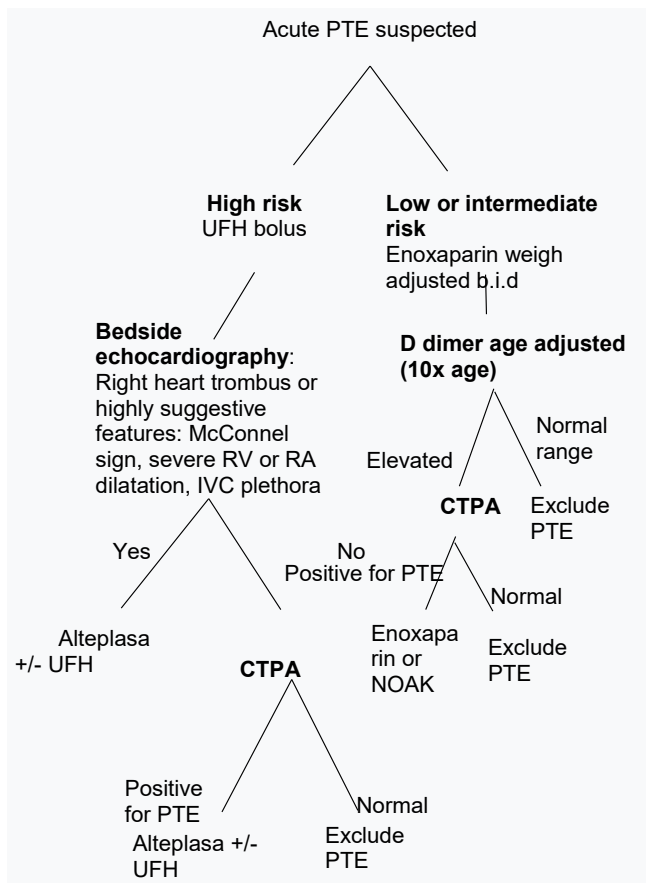 Acute PTE suspected
High risk
UFH bolus
Low or intermediate
risk
Enoxaparin weigh
adjusted b.i.d
Bedside
echocardiography:
Right heart trombus or
highly suggestive
features: McConnel
sign, severe RV or RA
dilatation, IVC plethora
D dimer age adjusted
(10x age)
Elevated
Normal
range
CTPA
Exclude
PTE
Yes
No
Positive for PTE
Normal
Alteplasa
+/- UFH
CTPA
Enoxapa
rin or
NOAK
Exclude
PTE
Positive
for PTE
Alteplasa +/-
UFH
Normal
Exclude
PTE